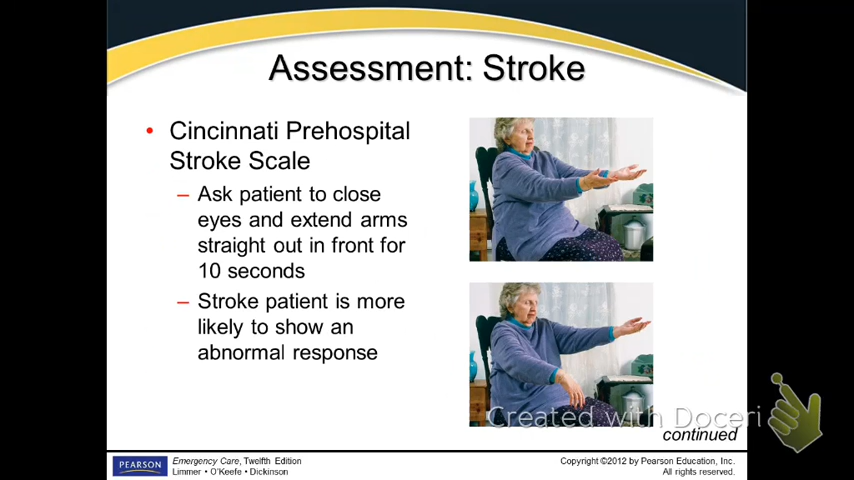 Assessment: Stroke
• Cincinnati Prehospital
Stroke Scale
– Ask patient to close
eyes and extend arms
straight out in front for
10 seconds
– Stroke patient is more
likely to show an
abnormal response
Created with Doceri
continued
PEARSON
Emergency Care, Twelfth Edition
Limmer • O'Keefe • Dickinson
Copyright ©2012 by Pearson Education, Inc.
All rights reserved.